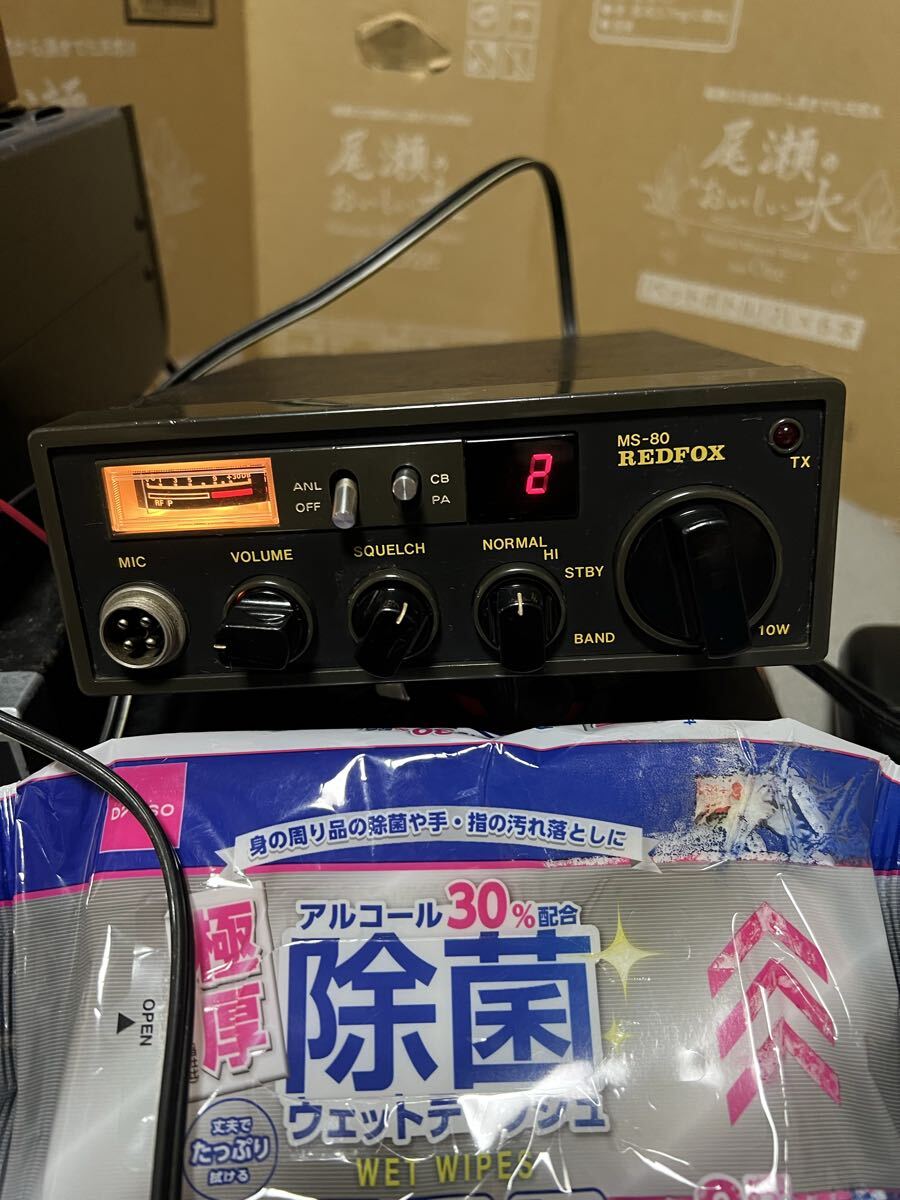 尾瀬の
おいしい水
尾瀬の
おいしい水
MS-80
REDFOX
TX
+30dB
RF P
ANL
OFF
CB
PA
2
MIC
VOLUME
SQUELCH
NORMAL
HI
STBY
BAND
10W
DAISO
身の周り品の除菌や手・指の汚れ落としに
アルコール30%配合
極厚
除菌
ウェットティッシュ
WET WIPES
OPEN
丈夫で
たっぷり
拭ける